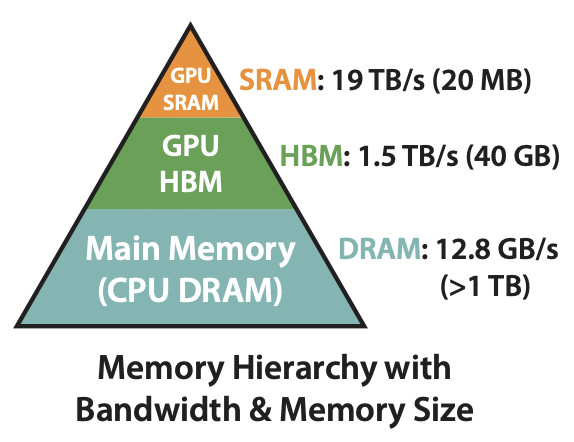 GPU
SRAM
SRAM: 19 TB/s (20 MB)
GPU
HBM
HBM: 1.5 TB/s (40 GB)
Main Memory
(CPU DRAM)
DRAM: 12.8 GB/s
(>1 TB)
Memory Hierarchy with
Bandwidth & Memory Size